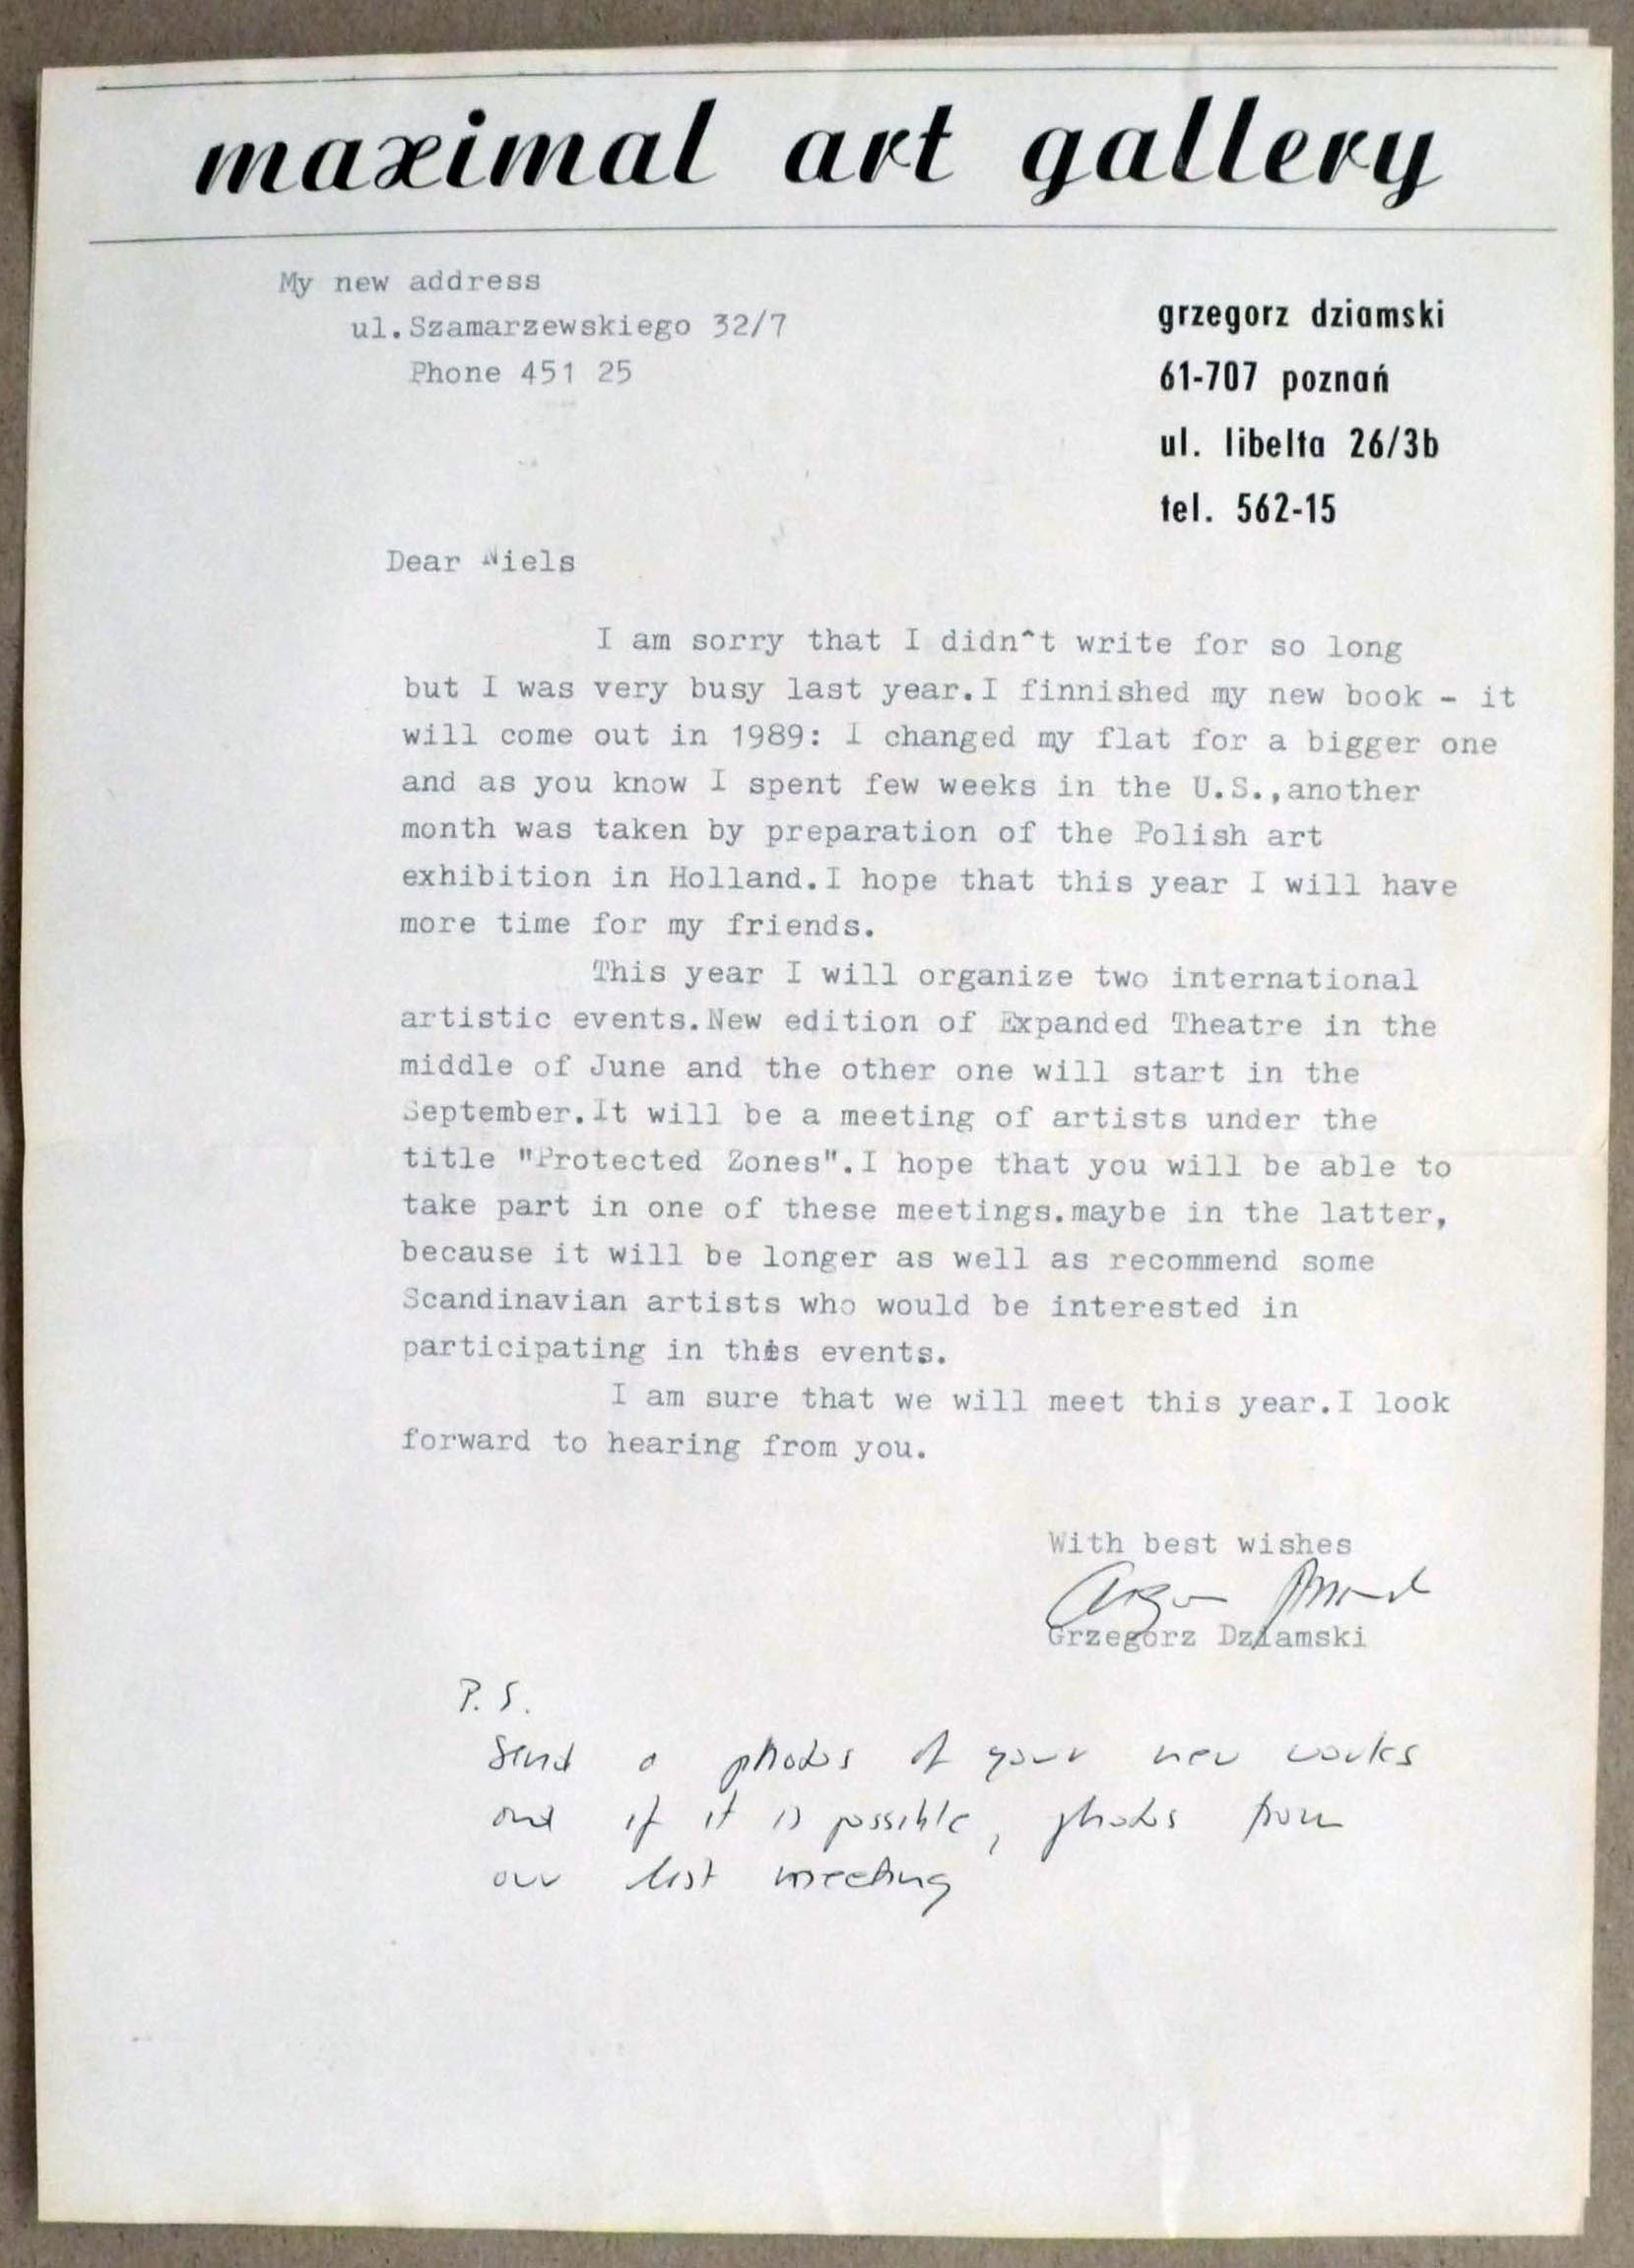 maximal art gallery
My new address
ul.Szamarzewskiego 32/7
Phone 451 25
grzegorz dziamski
61-707 poznań
ul. libelta 26/3b
tel. 562-15
Dear Niels
I am sorry that I didn^t write for so long
but I was very busy last year.I finnished my new book - it
will come out in 1989: I changed my flat for a bigger one
and as you know I spent few weeks in the U.S.,another
month was taken by preparation of the Polish art
exhibition in Holland.I hope that this year I will have
more time for my friends.
This year I will organize two international
artistic events.New edition of Expanded Theatre in the
middle of June and the other one will start in the
September.It will be a meeting of artists under the
title "Protected Zones".I hope that you will be able to
take part in one of these meetings.maybe in the latter,
because it will be longer as well as recommend some
Scandinavian artists who would be interested in
participating in this events.
I am sure that we will meet this year.I look
forward to hearing from you.
With best wishes
Grzegorz Dziamski
P.S.
Send a photos of your new works
and if it is possible, photos from
our last meeting